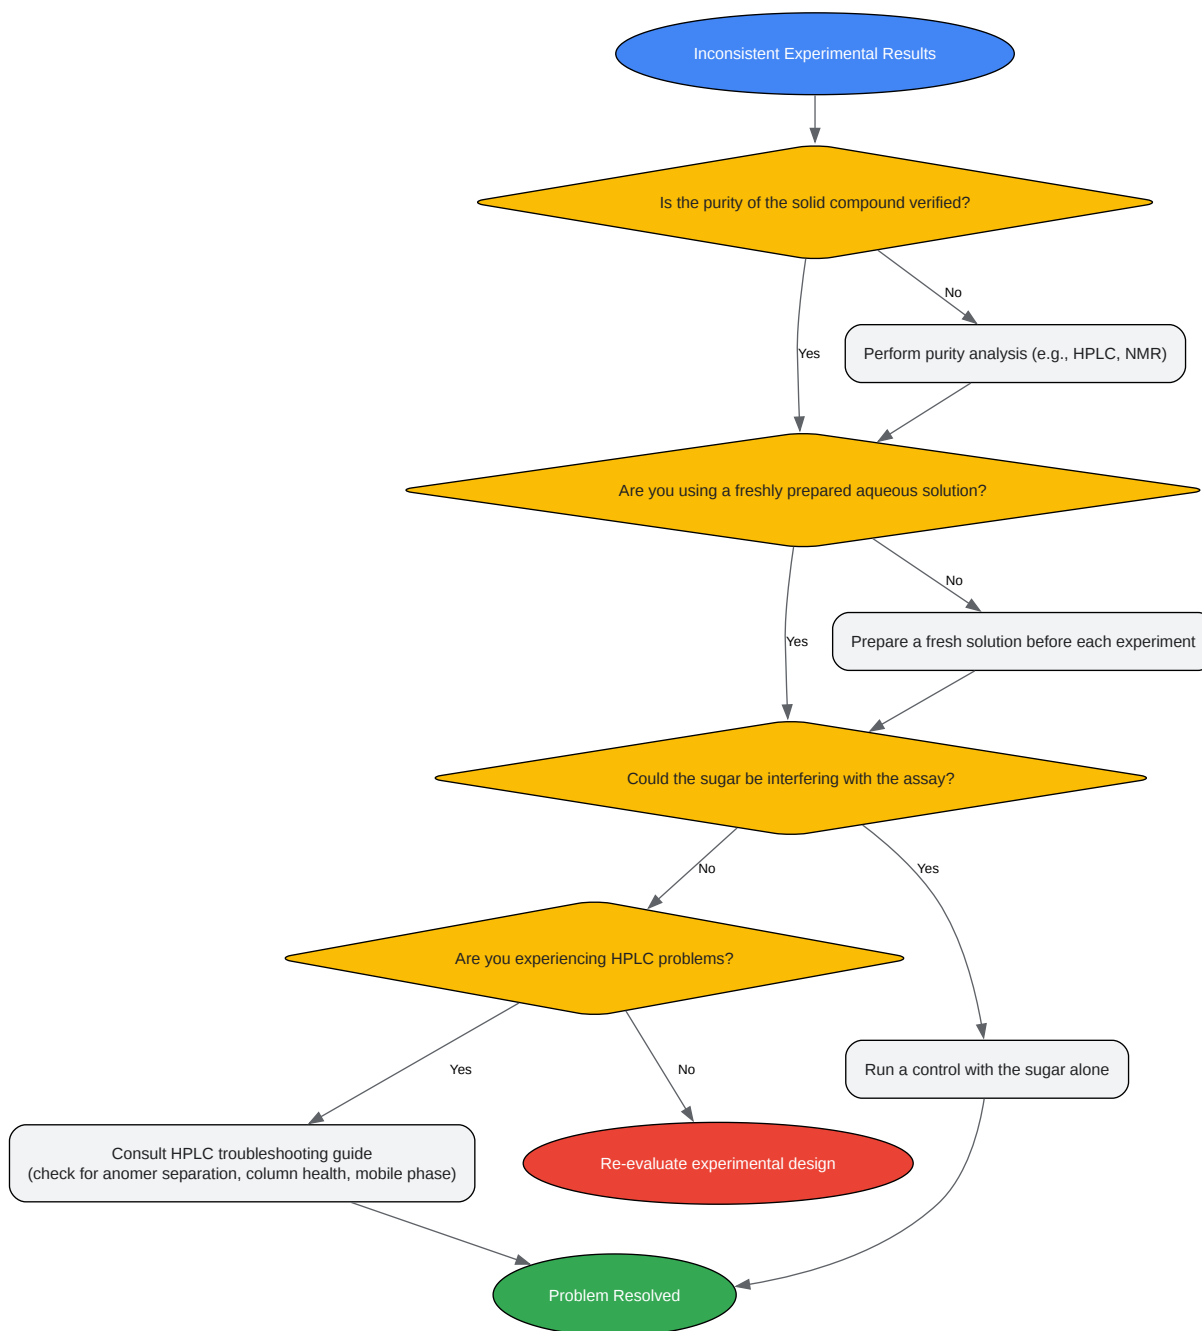 Inconsistent Experimental Results
Is the purity of the solid compound verified?
No
Yes
Perform purity analysis (e.g., HPLC, NMR)
Are you using a freshly prepared aqueous solution?
No
Yes
Prepare a fresh solution before each experiment
Could the sugar be interfering with the assay?
No
Yes
Are you experiencing HPLC problems?
Yes
No
Run a control with the sugar alone
Consult HPLC troubleshooting guide
(check for anomer separation, column health, mobile phase)
Re-evaluate experimental design
Problem Resolved